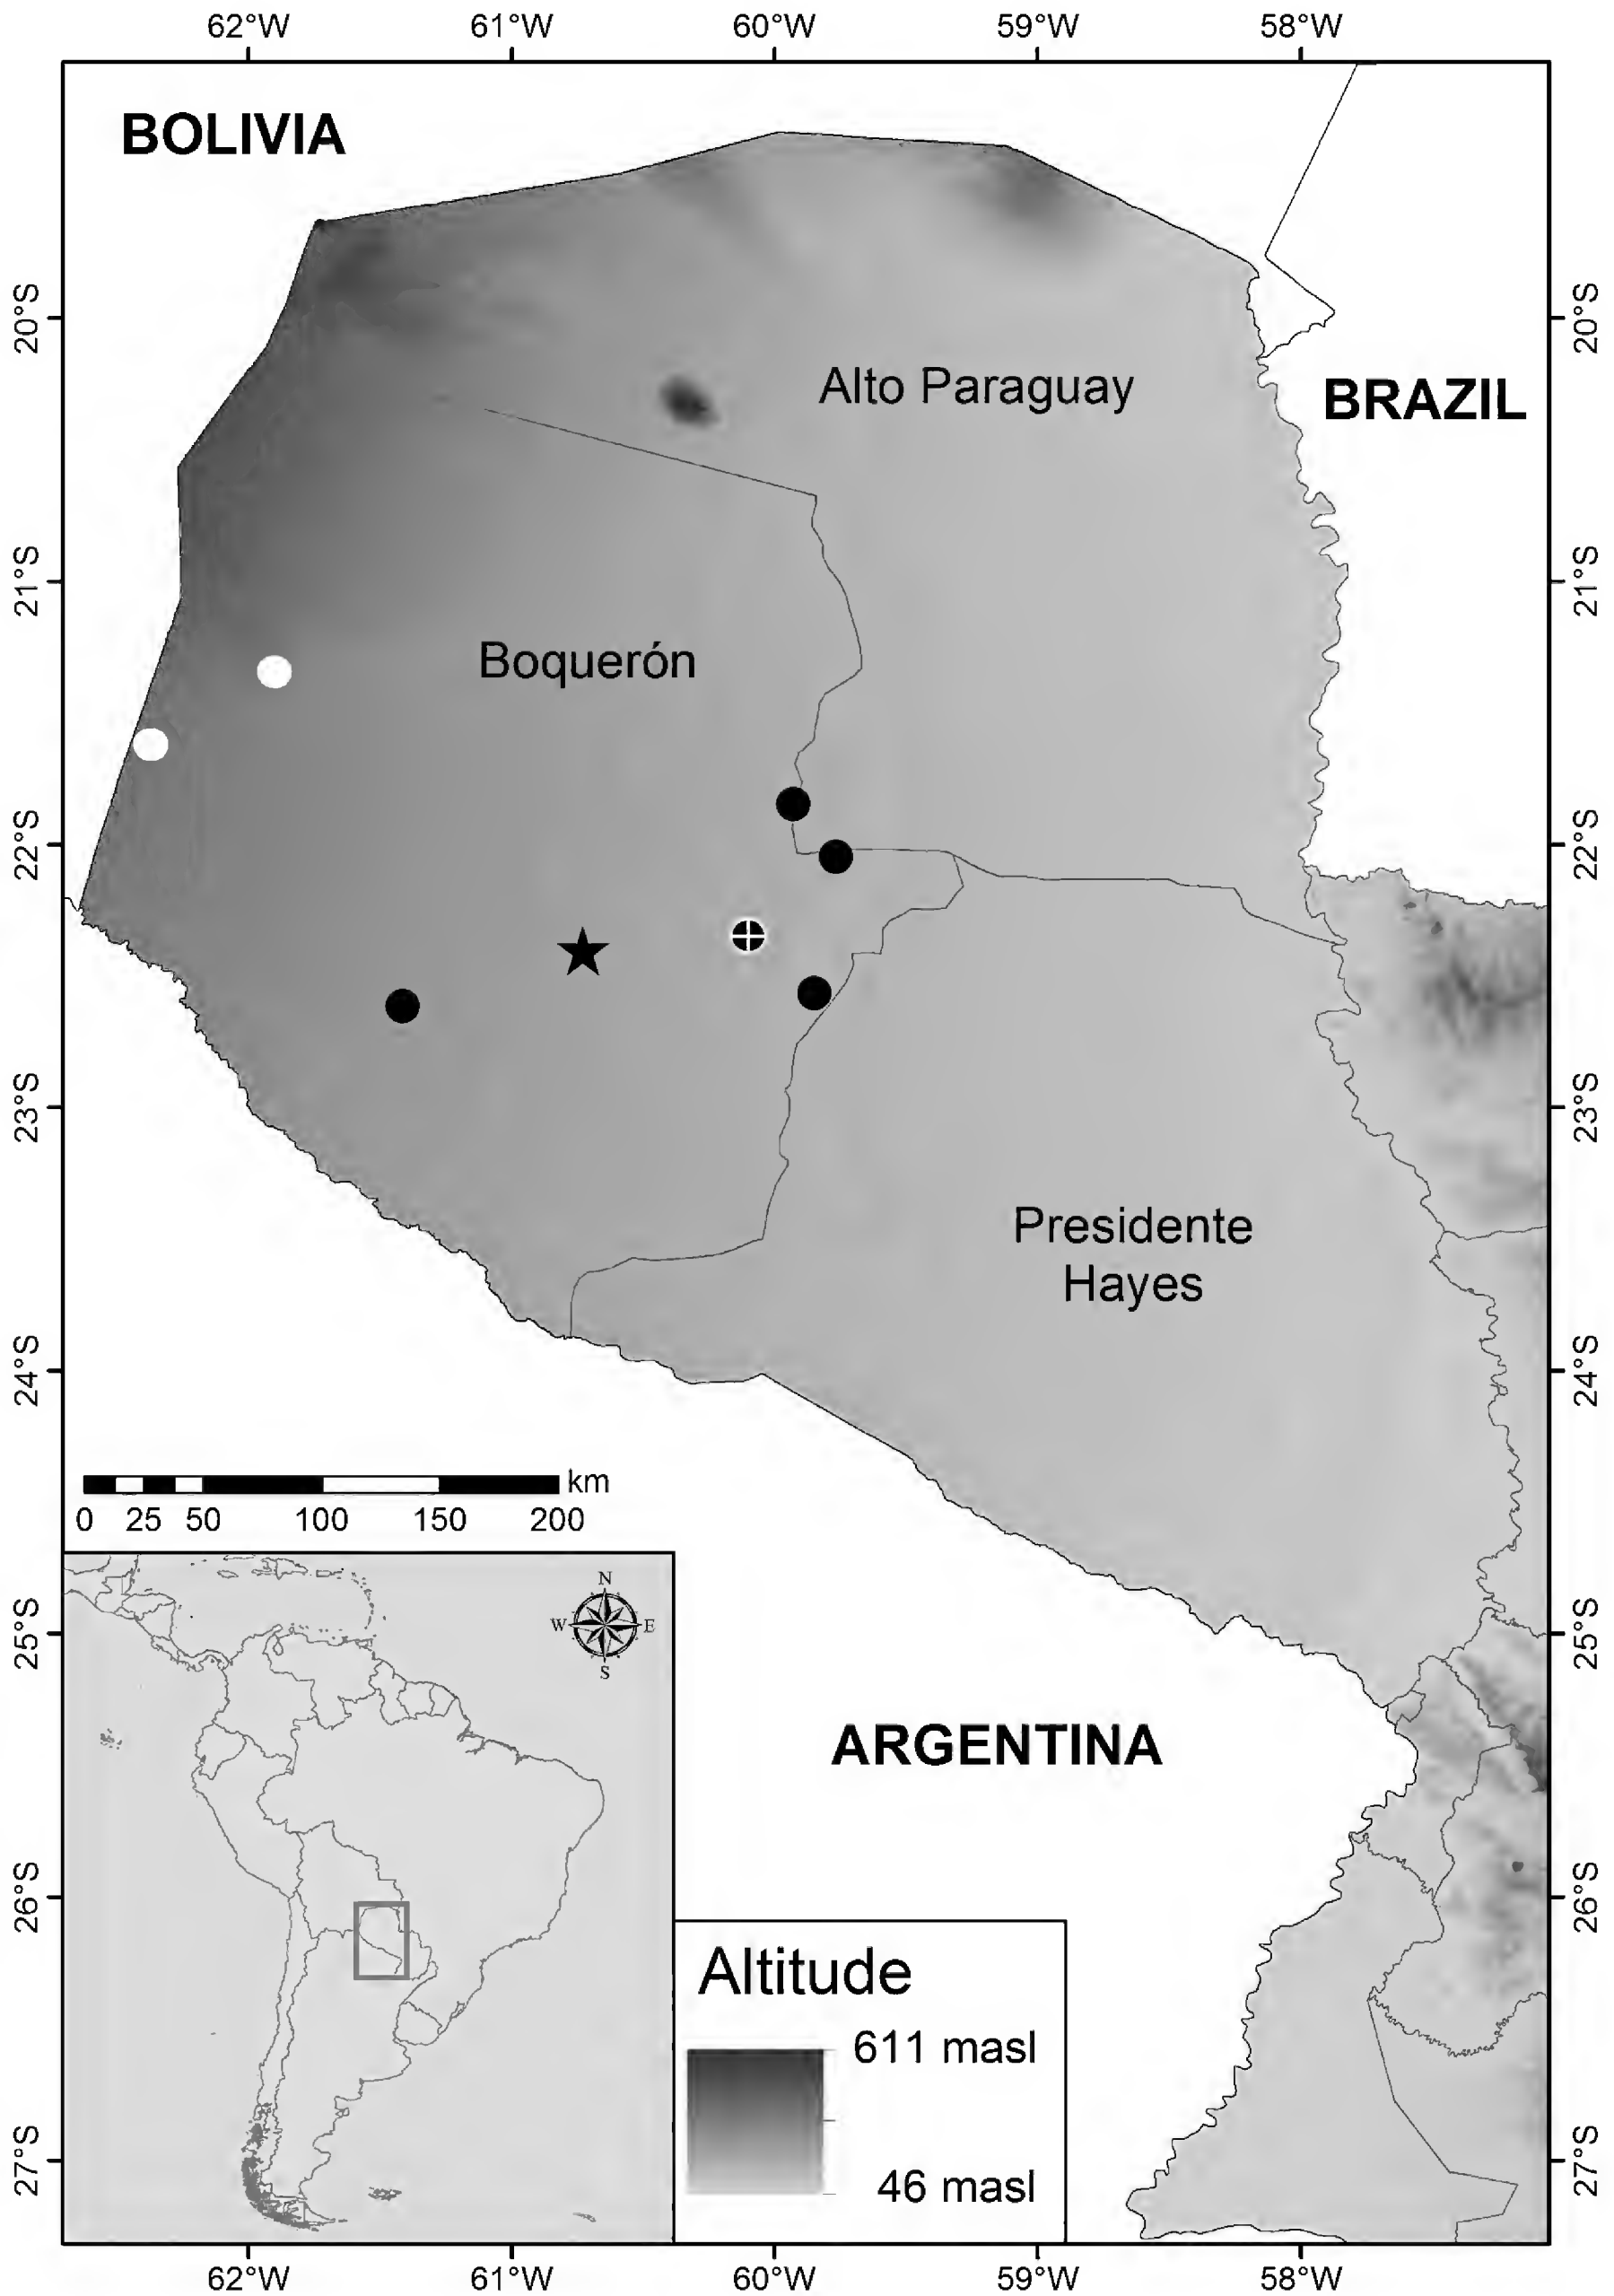 62°W 61°W 60°W 59°W 58°W
BOLIVIA
20°S 20°S
Alto Paraguay
BRAZIL
21°S 21°S
Boquerón
22°S 22°S
23°S 23°S
Presidente
Hayes
24°S 24°S
km
0 25 50 100 150 200
N
W E
S
25°S 25°S
ARGENTINA
26°S 26°S
Altitude
611 masl
46 masl
27°S 27°S
62°W 61°W 60°W 59°W 58°W